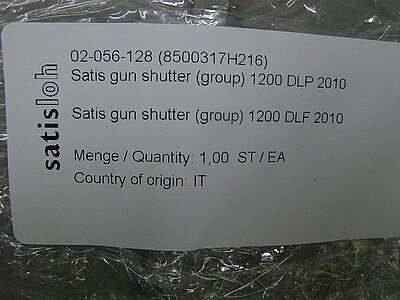 satisloh
02-056-128 (8500317H216)
Satis gun shutter (group) 1200 DLP 2010
Satis gun shutter (group) 1200 DLF 2010
Menge / Quantity: 1,00 ST / EA
Country of origin: IT